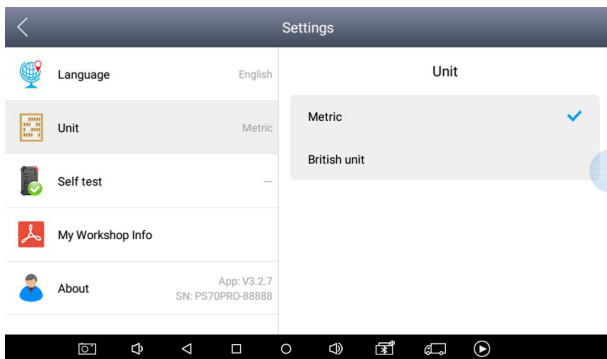 Settings
Language
English
Unit
Metric
Self test
—
My Workshop Info
About
App: V3.2.7
SN: PS70PRO-88888
Unit
Metric
British unit